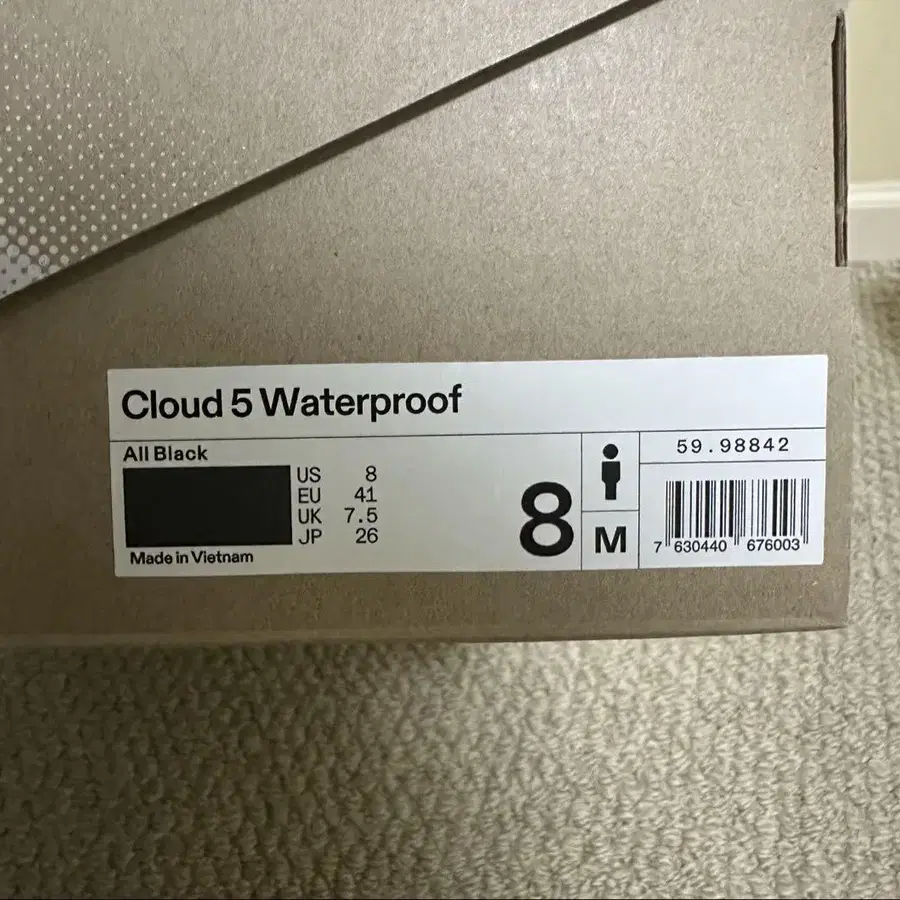 Cloud 5 Waterproof
All Black
US 8
EU 41
UK 7.5
JP 26
Made in Vietnam
8
M
59.98842
7 630440 676003